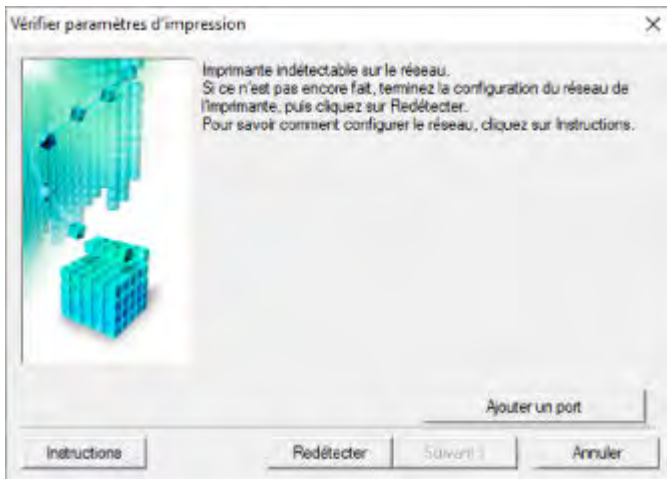 Vérifier paramètres d'impression
Imprimante indétectable sur le réseau.
Si ce n'est pas encore fait, terminez la configuration du réseau de
l'imprimante, puis cliquez sur Redétecter.
Pour savoir comment configurer le réseau, cliquez sur Instructions.
Ajouter un port
Instructions
Redétecter
Suivant >
Annuler